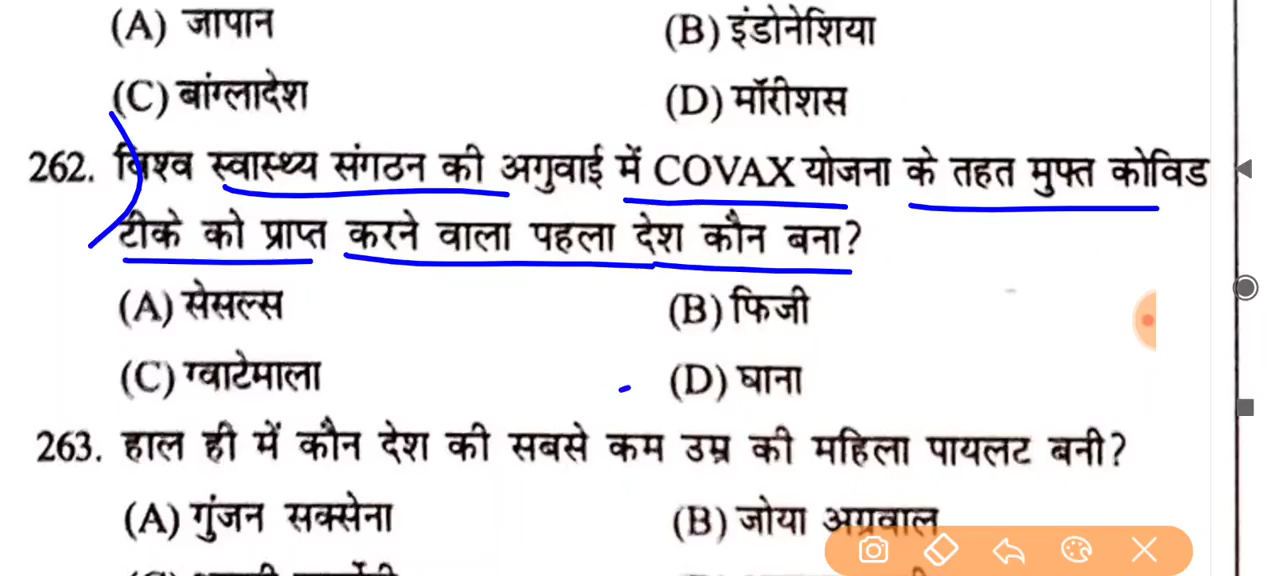 (A) जापान (B) इंडोनेशिया
(C) बांग्लादेश (D) मॉरीशस
262. विश्व स्वास्थ्य संगठन की अगुवाई में COVAX योजना के तहत मुफ्त कोविड
टीके को प्राप्त करने वाला पहला देश कौन बना?
(A) सेसल्स (B) फिजी
(C) ग्वाटेमाला (D) घाना
263. हाल ही में कौन देश की सबसे कम उम्र की महिला पायलट बनी?
(A) गुंजन सक्सेना (B) जोया अग्रवाल